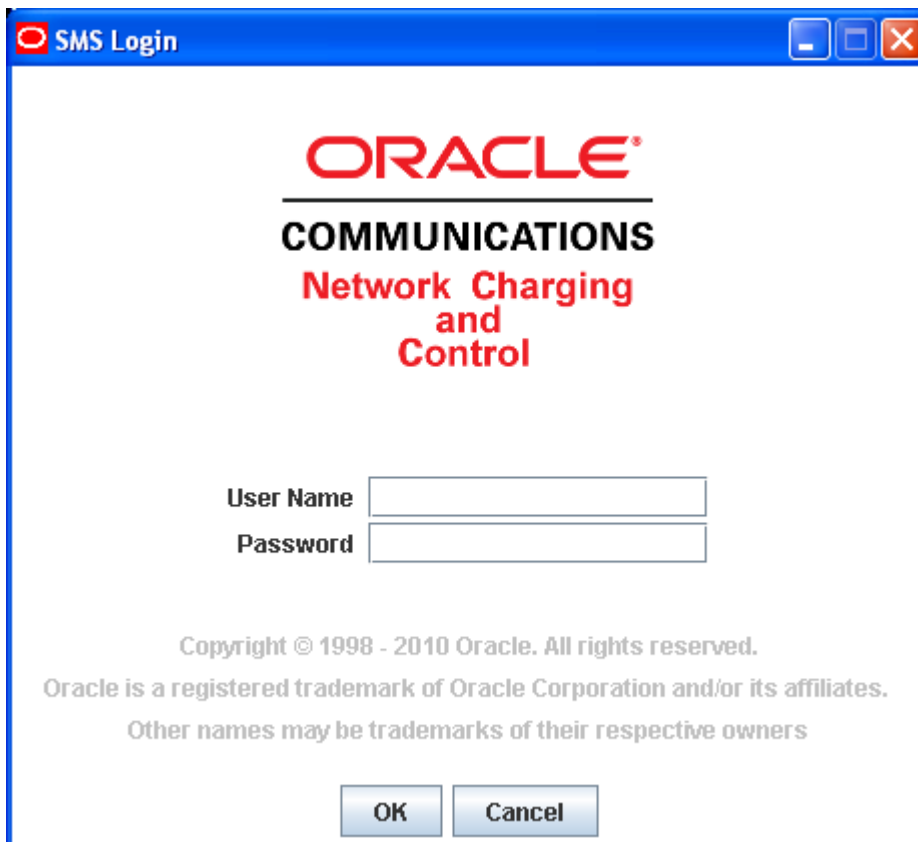 SMS Login
ORACLE®
COMMUNICATIONS
Network Charging
and
Control
User Name
Password
Copyright © 1998 - 2010 Oracle. All rights reserved.
Oracle is a registered trademark of Oracle Corporation and/or its affiliates.
Other names may be trademarks of their respective owners
OK Cancel